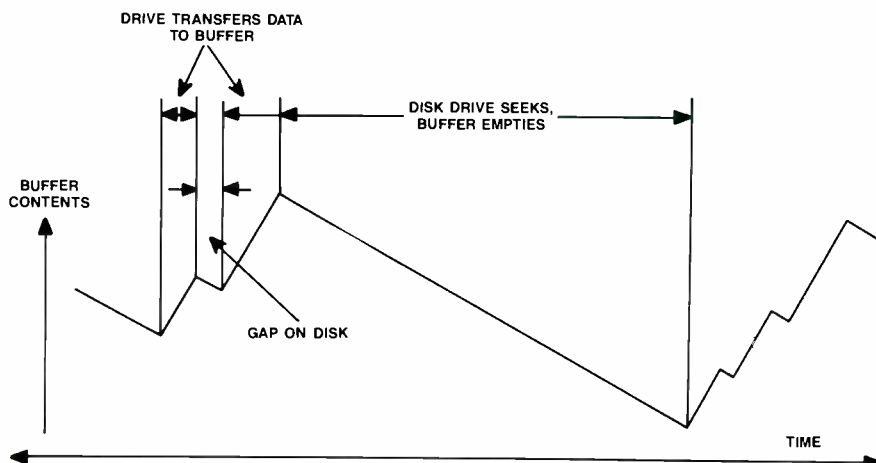 DRIVE TRANSFERS DATA
TO BUFFER
DISK DRIVE SEEKS,
BUFFER EMPTIES
BUFFER
CONTENTS
GAP ON DISK
TIME